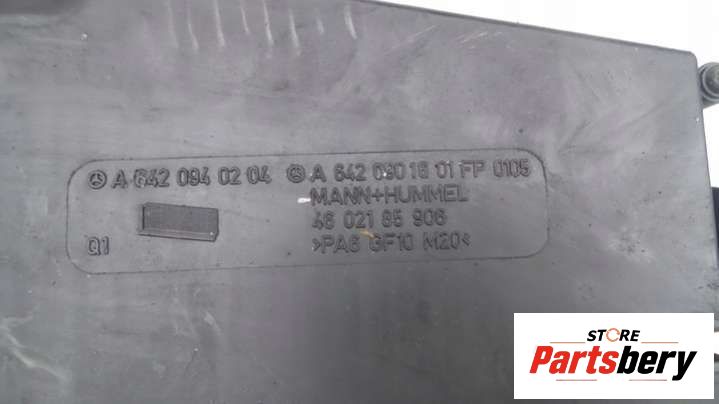 A 642 094 02 04 A 642 090 16 01 FP 0105
MANN+HUMMEL
46 021 85 906
Q1 >PA6 GF10 M20<
STORE
Partsbery